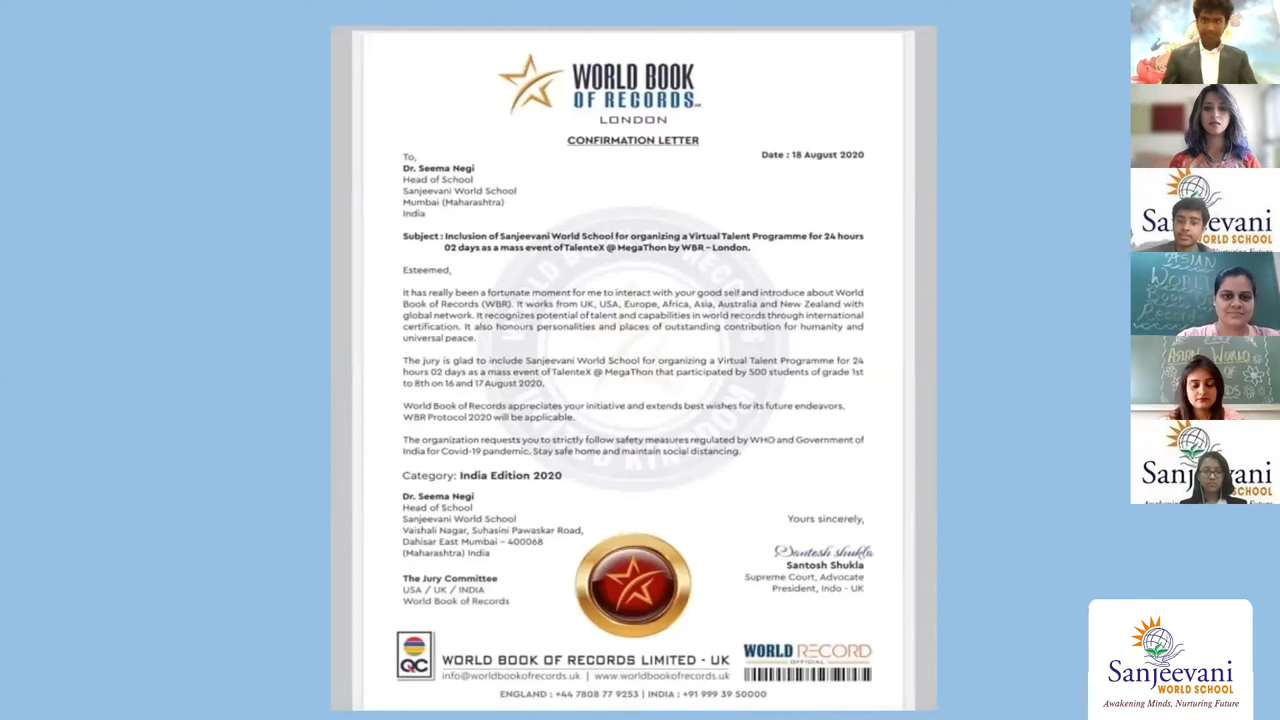 WORLD BOOK
OF RECORDS
LONDON
CONFIRMATION LETTER
Date : 18 August 2020
To,
Dr. Seema Negi
Head of School
Sanjeevani World School
Mumbai (Maharashtra)
India
Subject : Inclusion of Sanjeevani World School for organizing a Virtual Talent Programme for 24 hours
02 days as a mass event of TalenteX @ MegaThon by WBR – London.
Esteemed,
It has really been a fortunate moment for me to interact with your good self and introduce about World
Book of Records (WBR). It works from UK, USA, Europe, Africa, Asia, Australia and New Zealand with
global network. It recognizes potential of talent and capabilities in world records through international
certification. It also honours personalities and places of outstanding contribution for humanity and
universal peace.
The jury is glad to include Sanjeevani World School for organizing a Virtual Talent Programme for 24
hours 02 days as a mass event of TalenteX @ MegaThon that participated by 500 students of grade 1st
to 8th on 16 and 17 August 2020.
World Book of Records appreciates your initiative and extends best wishes for its future endeavors.
WBR Protocol 2020 will be applicable.
The organization requests you to strictly follow safety measures regulated by WHO and Government of
India for Covid-19 pandemic. Stay safe home and maintain social distancing.
Category: India Edition 2020
Dr. Seema Negi
Head of School
Sanjeevani World School
Vaishali Nagar, Suhasini Pawaskar Road,
Dahisar East Mumbai – 400068
(Maharashtra) India
The Jury Committee
USA / UK / INDIA
World Book of Records
Yours sincerely,
Santosh Shukla
Santosh Shukla
Supreme Court, Advocate
President, Indo - UK
QC
WORLD BOOK OF RECORDS LIMITED - UK
info@worldbookofrecords.uk | www.worldbookofrecords.uk
WORLD RECORD
OFFICIAL
ENGLAND : +44 7808 77 9253 | INDIA : +91 999 39 50000
WORLD SCHOOL
ASIAN
WORLD
Book
Record
ASIAN WORLD
OF
WORLD SCHOOL
Sanjeevani
WORLD SCHOOL
Awakening Minds, Nurturing Future